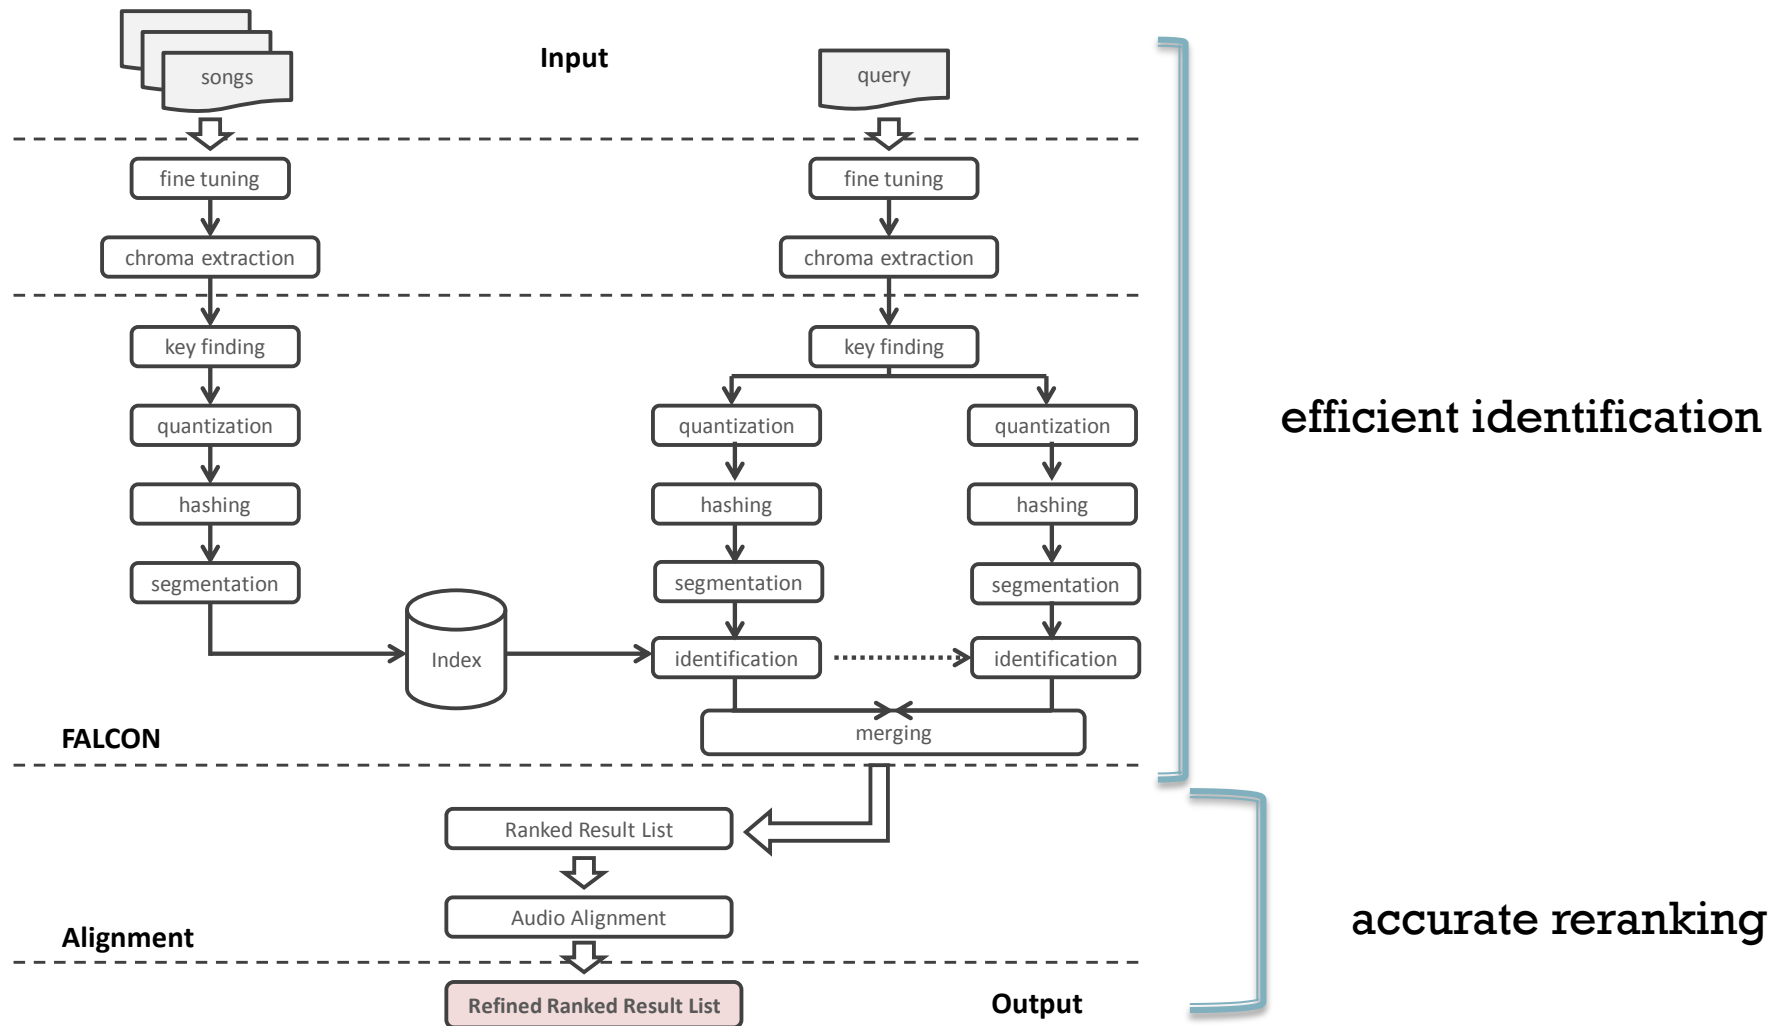 Input
songs
query
fine tuning
fine tuning
chroma extraction
chroma extraction
key finding
key finding
quantization
quantization
quantization
efficient identification
hashing
hashing
hashing
segmentation
segmentation
segmentation
Index
identification
identification
FALCON
merging
Ranked Result List
Audio Alignment
Alignment
accurate reranking
Refined Ranked Result List
Output